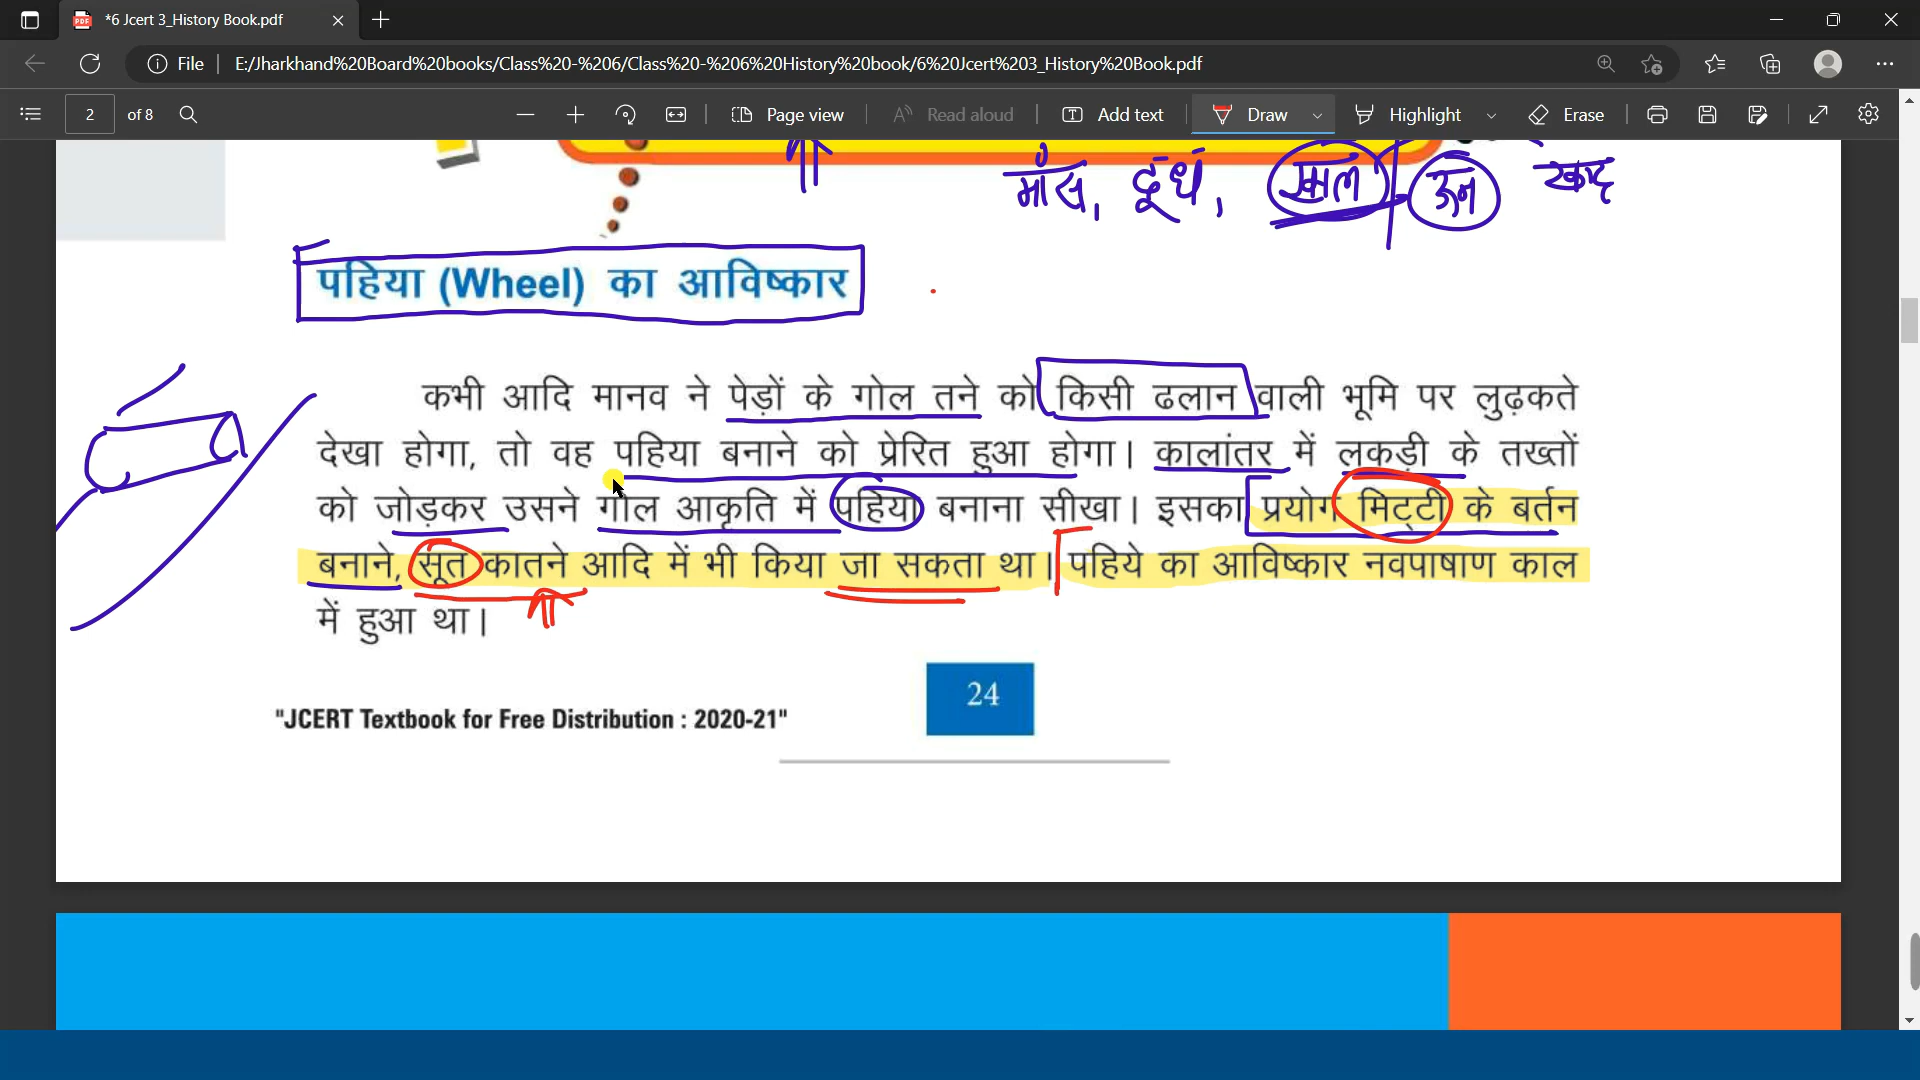 *6 Jcert 3_History Book.pdf
File
E:/Jharkhand%20Board%20books/Class%20-%206/Class%20-%206%20History%20book/6%20Jcert%203_History%20Book.pdf
2 of 8 Page view Read aloud Add text Draw Highlight Erase
मांस, दूध, खाल ऊन खाद
पहिया (Wheel) का आविष्कार
कभी आदि मानव ने पेड़ों के गोल तने को किसी ढलान वाली भूमि पर लुढ़कते
देखा होगा, तो वह पहिया बनाने को प्रेरित हुआ होगा। कालांतर में लकड़ी के तख्तों
को जोड़कर उसने गोल आकृति में पहिया बनाना सीखा। इसका प्रयोग मिट्टी के बर्तन
बनाने, सूत कातने आदि में भी किया जा सकता था। पहिये का आविष्कार नवपाषाण काल
में हुआ था।
24
"JCERT Textbook for Free Distribution : 2020-21"